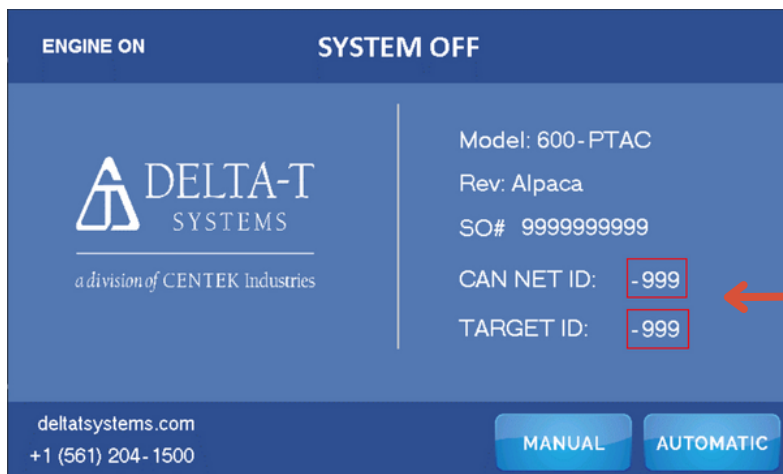 ENGINE ON
SYSTEM OFF
DELTA-T
SYSTEMS
a division of CENTEK Industries
Model: 600-PTAC
Rev: Alpaca
SO# 9999999999
CAN NET ID: -999
TARGET ID: -999
deltatsystems.com
+1 (561) 204-1500
MANUAL
AUTOMATIC